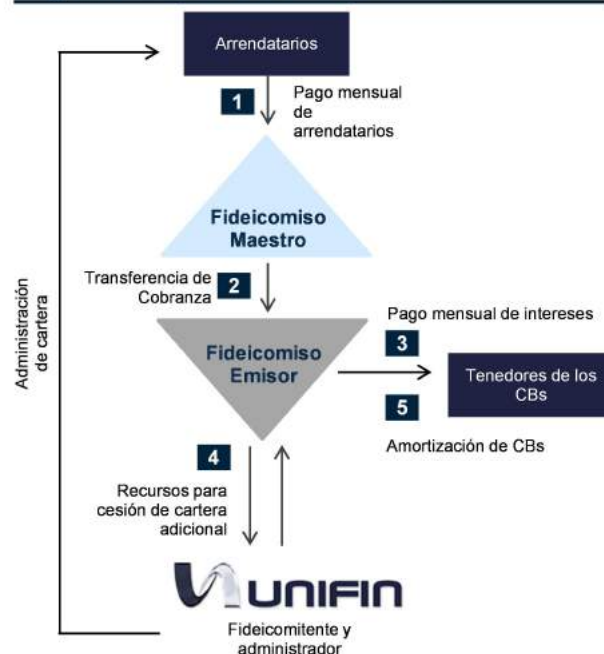 Arrendatarios
1
Pago mensual
de
arrendatarios
Fideicomiso
Maestro
Transferencia de
Cobranza
2
Fideicomiso
Emisor
Pago mensual de intereses
3
Tenedores de los
CBs
5
Amortización de CBs
4
Recursos para
cesión de cartera
adicional
Administración
de cartera
UNIFIN
Fideicomitente y
administrador